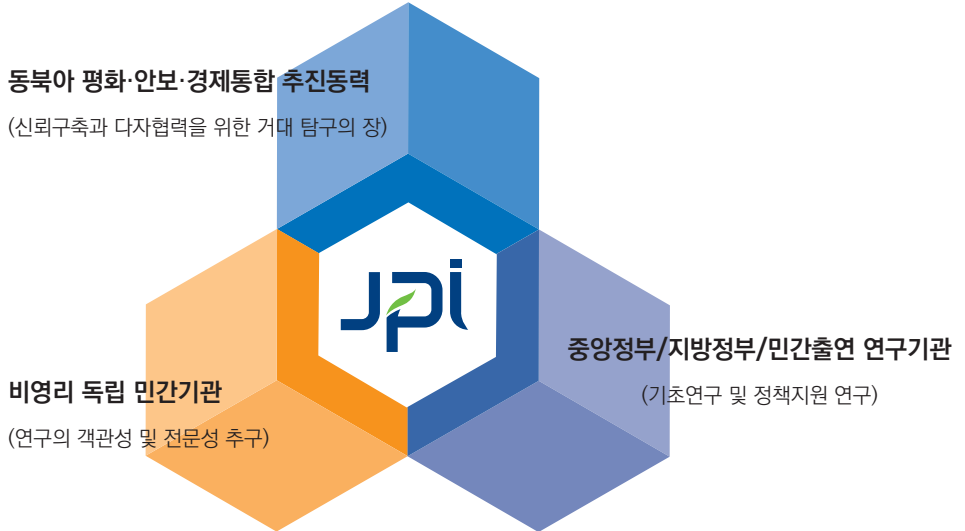 동북아 평화·안보·경제통합 추진동력
(신뢰구축과 다자협력을 위한 거대 탐구의 장)
JPI
중앙정부/지방정부/민간출연 연구기관
(기초연구 및 정책지원 연구)
비영리 독립 민간기관
(연구의 객관성 및 전문성 추구)